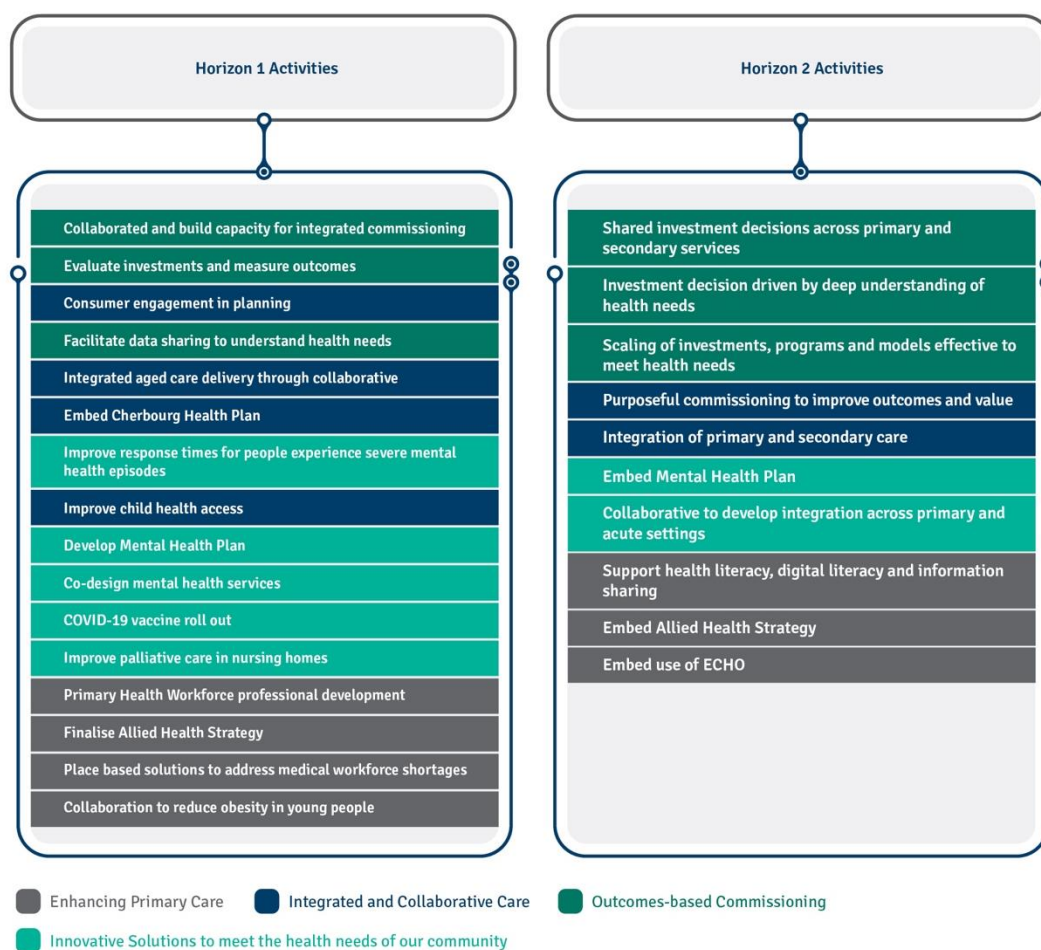 Horizon 1 Activities
Collaborated and build capacity for integrated commissioning
Evaluate investments and measure outcomes
Consumer engagement in planning
Facilitate data sharing to understand health needs
Integrated aged care delivery through collaborative
Embed Cherbourg Health Plan
Improve response times for people experience severe mental
health episodes
Improve child health access
Develop Mental Health Plan
Co-design mental health services
COVID-19 vaccine roll out
Improve palliative care in nursing homes
Primary Health Workforce professional development
Finalise Allied Health Strategy
Place based solutions to address medical workforce shortages
Collaboration to reduce obesity in young people
Horizon 2 Activities
Shared investment decisions across primary and
secondary services
Investment decision driven by deep understanding of
health needs
Scaling of investments, programs and models effective to
meet health needs
Purposeful commissioning to improve outcomes and value
Integration of primary and secondary care
Embed Mental Health Plan
Collaborative to develop integration across primary and
acute settings
Support health literacy, digital literacy and information
sharing
Embed Allied Health Strategy
Embed use of ECHO
Enhancing Primary Care
Integrated and Collaborative Care
Outcomes-based Commissioning
Innovative Solutions to meet the health needs of our community